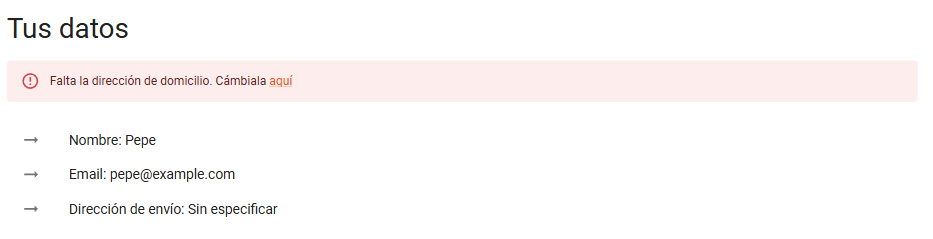 Tus datos
Falta la dirección de domicilio. Cámbiala aquí
Nombre: Pepe
Email: pepe@example.com
Dirección de envío: Sin especificar